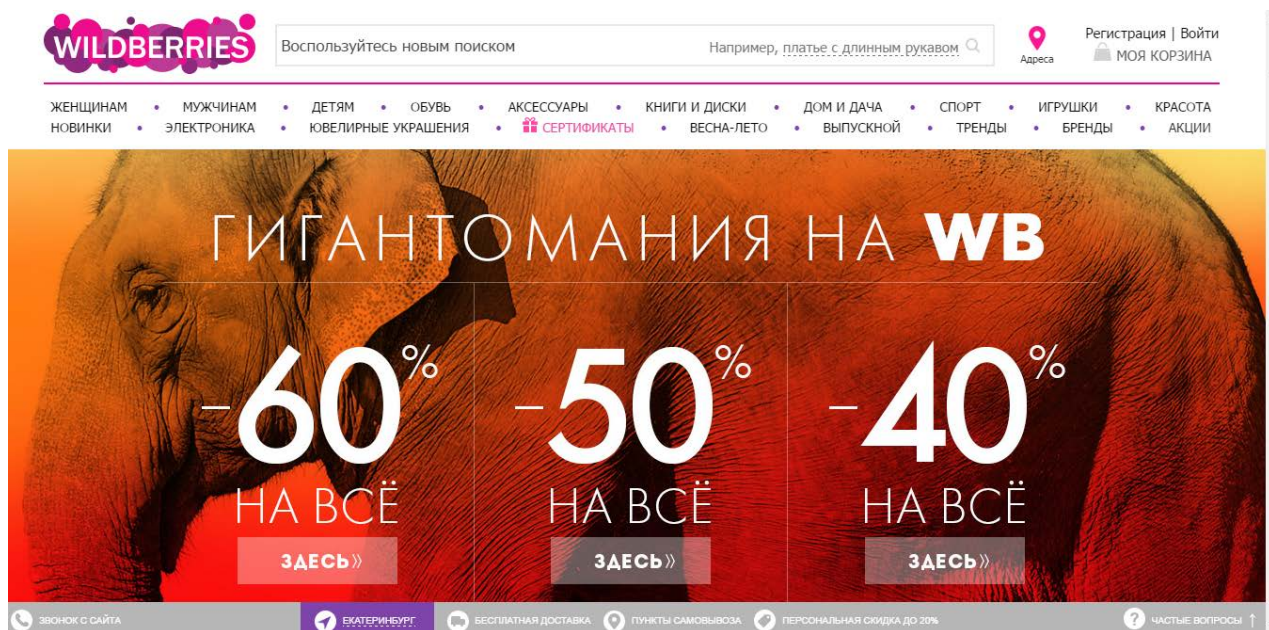 WILDBERRIES
Воспользуйтесь новым поиском
Например, платье с длинным рукавом
Адреса
Регистрация | Войти
МОЯ КОРЗИНА
ЖЕНЩИНАМ • МУЖЧИНАМ • ДЕТЯМ • ОБУВЬ • АКСЕССУАРЫ • КНИГИ И ДИСКИ • ДОМ И ДАЧА • СПОРТ • ИГРУШКИ • КРАСОТА
НОВИНКИ • ЭЛЕКТРОНИКА • ЮВЕЛИРНЫЕ УКРАШЕНИЯ • СЕРТИФИКАТЫ • ВЕСНА-ЛЕТО • ВЫПУСКНОЙ • ТРЕНДЫ • БРЕНДЫ • АКЦИИ
ГИГАНТОМАНИЯ НА WB
-60% -50% -40%
НА ВСЁ НА ВСЁ НА ВСЁ
ЗДЕСЬ» ЗДЕСЬ» ЗДЕСЬ»
ЗВОНОК С САЙТА ЕКАТЕРИНБУРГ БЕСПЛАТНАЯ ДОСТАВКА ПУНКТЫ САМОВЫВОЗА ПЕРСОНАЛЬНАЯ СКИДКА ДО 20% ? ЧАСТЫЕ ВОПРОСЫ ↑